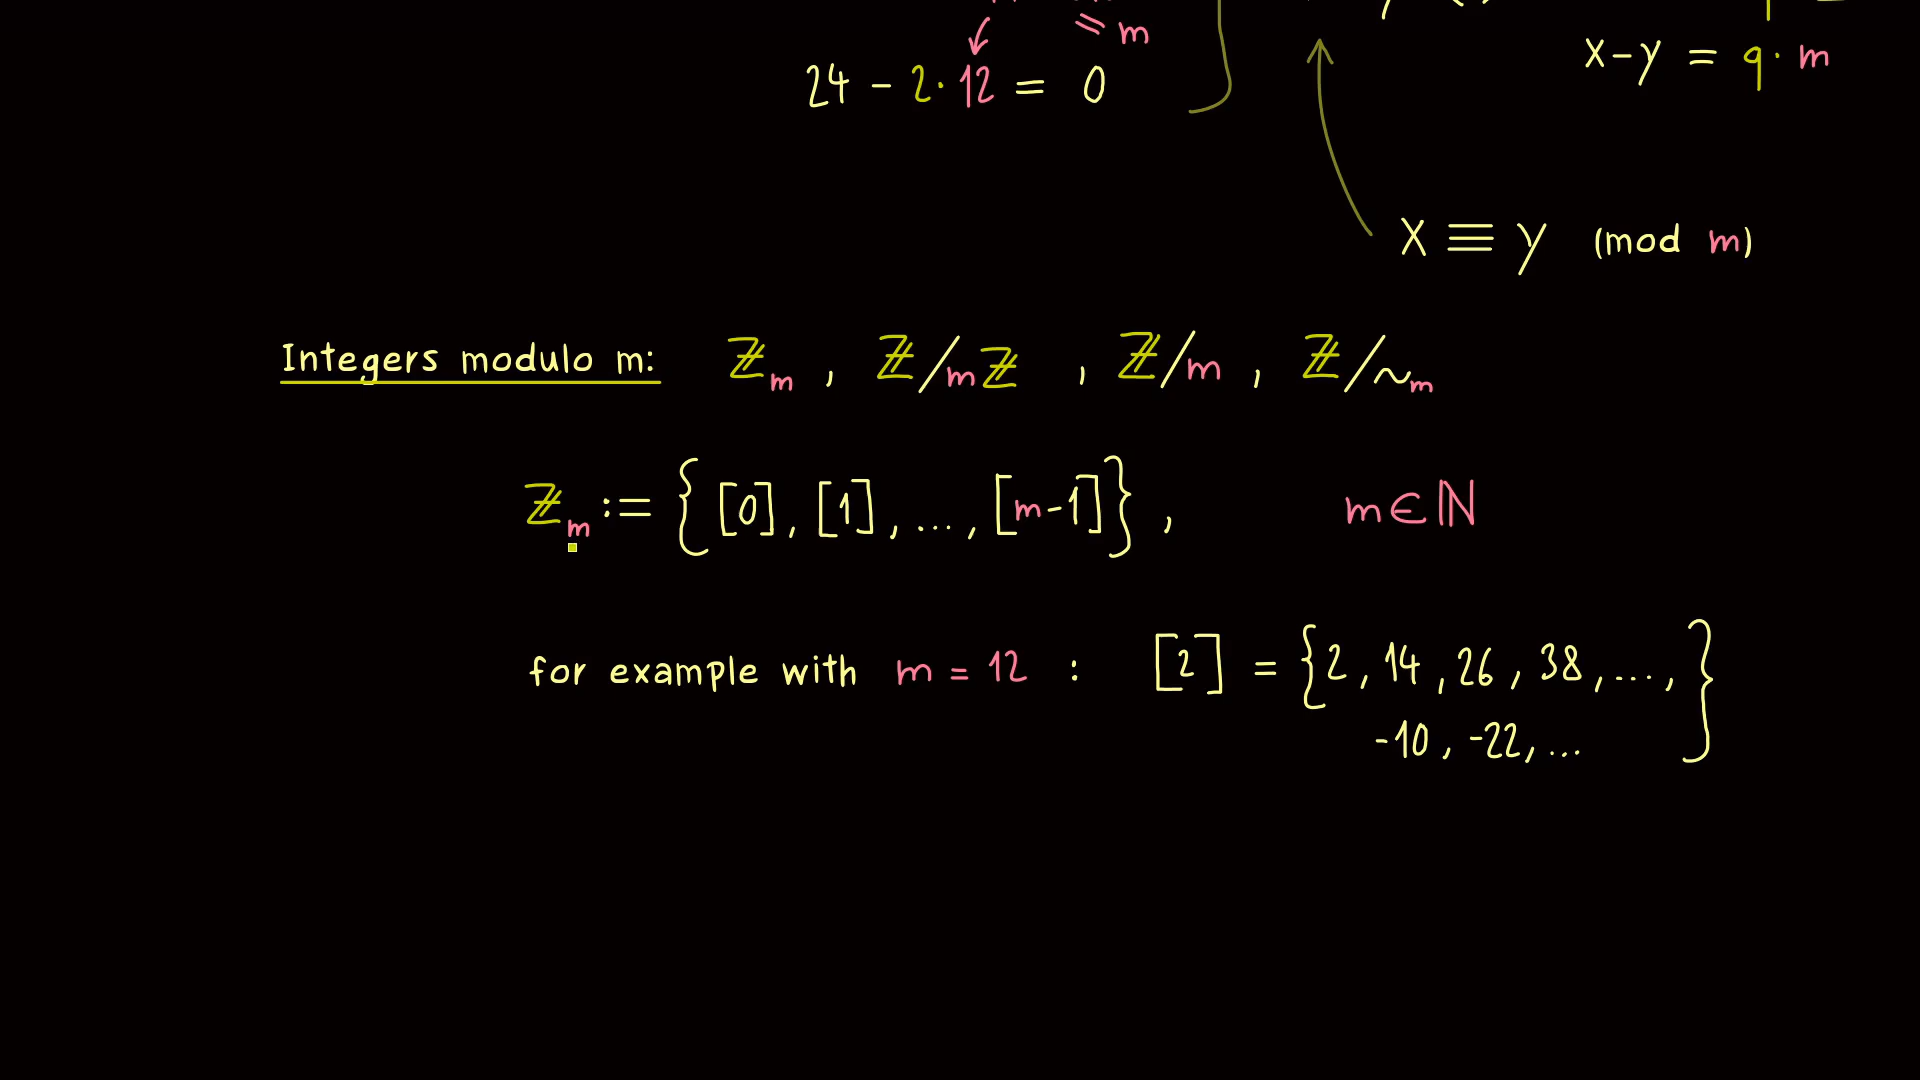 = m
24 - 2·12 = 0
x-y = q· m
x ≡ y (mod m)
Integers modulo m: ℤₘ , ℤ/mℤ , ℤ/m , ℤ/~ₘ
ℤₘ := { [0], [1], ..., [m-1] } , m∈ℕ
for example with m = 12 : [2] = {2, 14, 26, 38, ...,
-10, -22, ... }